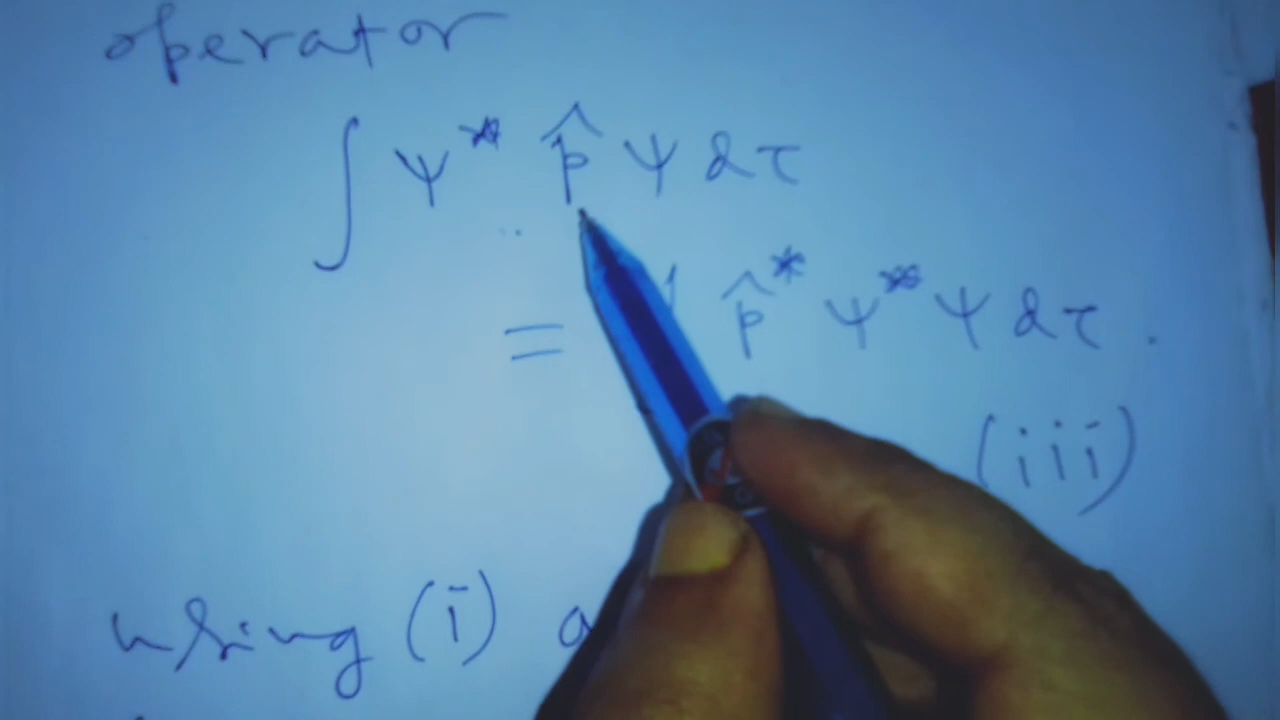 operator
∫ ψ* p̂ ψ dτ
= p̂* ψ* ψ dτ .
(iii)
using (i)